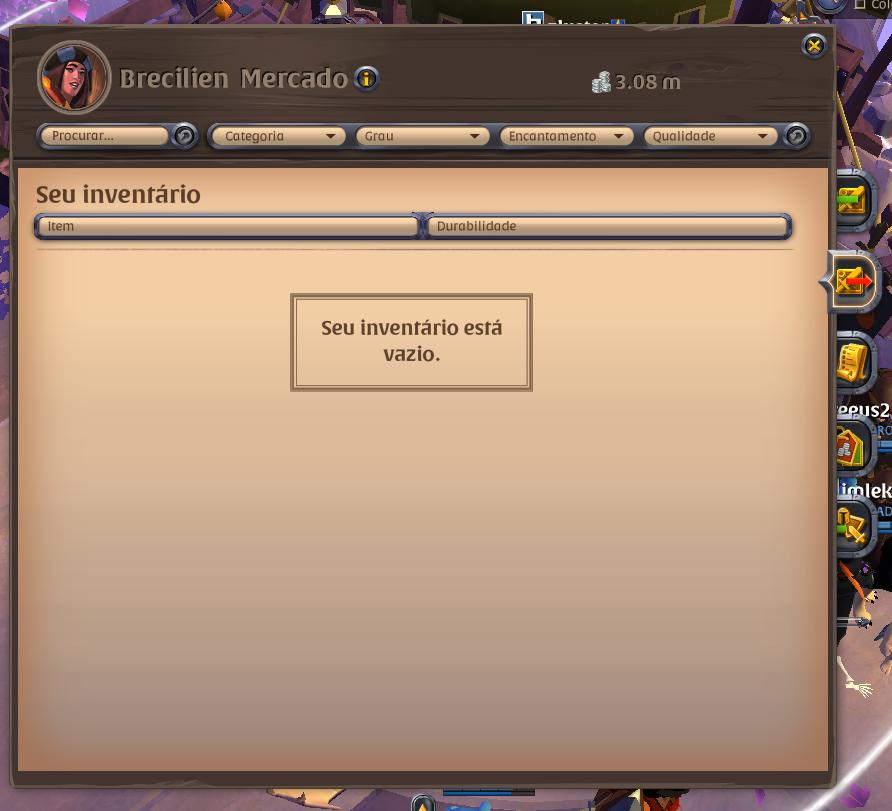 Brecilien Mercado
3.08 m
Procurar...
Categoria
Grau
Encantamento
Qualidade
Seu inventário
Item
Durabilidade
Seu inventário está
vazio.